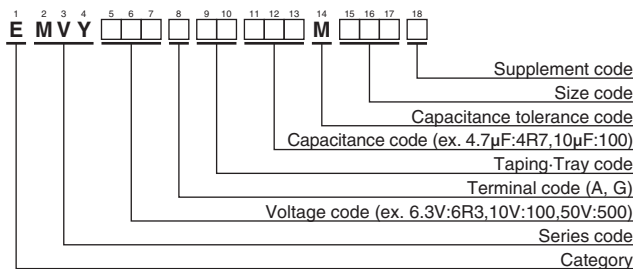 1 2 3 4 5 6 7 8 9 10 11 12 13 14 15 16 17 18
E M V Y M
Supplement code
Size code
Capacitance tolerance code
Capacitance code (ex. 4.7μF:4R7,10μF:100)
Taping·Tray code
Terminal code (A, G)
Voltage code (ex. 6.3V:6R3,10V:100,50V:500)
Series code
Category